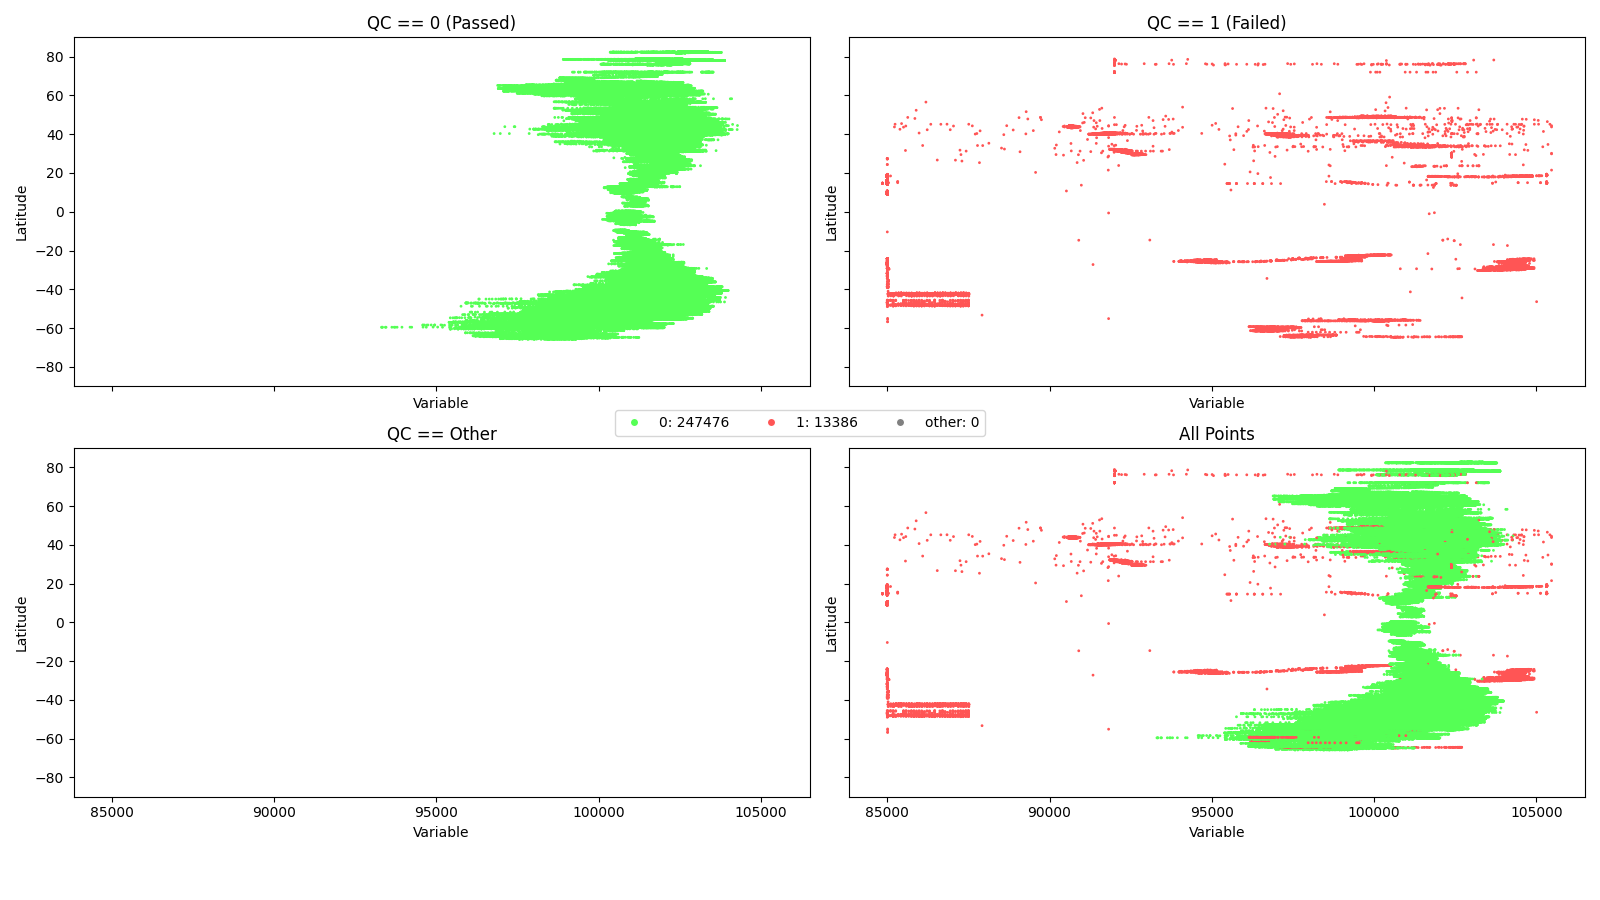 QC == 0 (Passed)
QC == 1 (Failed)
80
60
40
20
0
−20
−40
−60
−80
Latitude
Latitude
Variable
Variable
0: 247476 1: 13386 other: 0
QC == Other
All Points
80
60
40
20
0
−20
−40
−60
−80
Latitude
Latitude
85000 90000 95000 100000 105000
85000 90000 95000 100000 105000
Variable
Variable